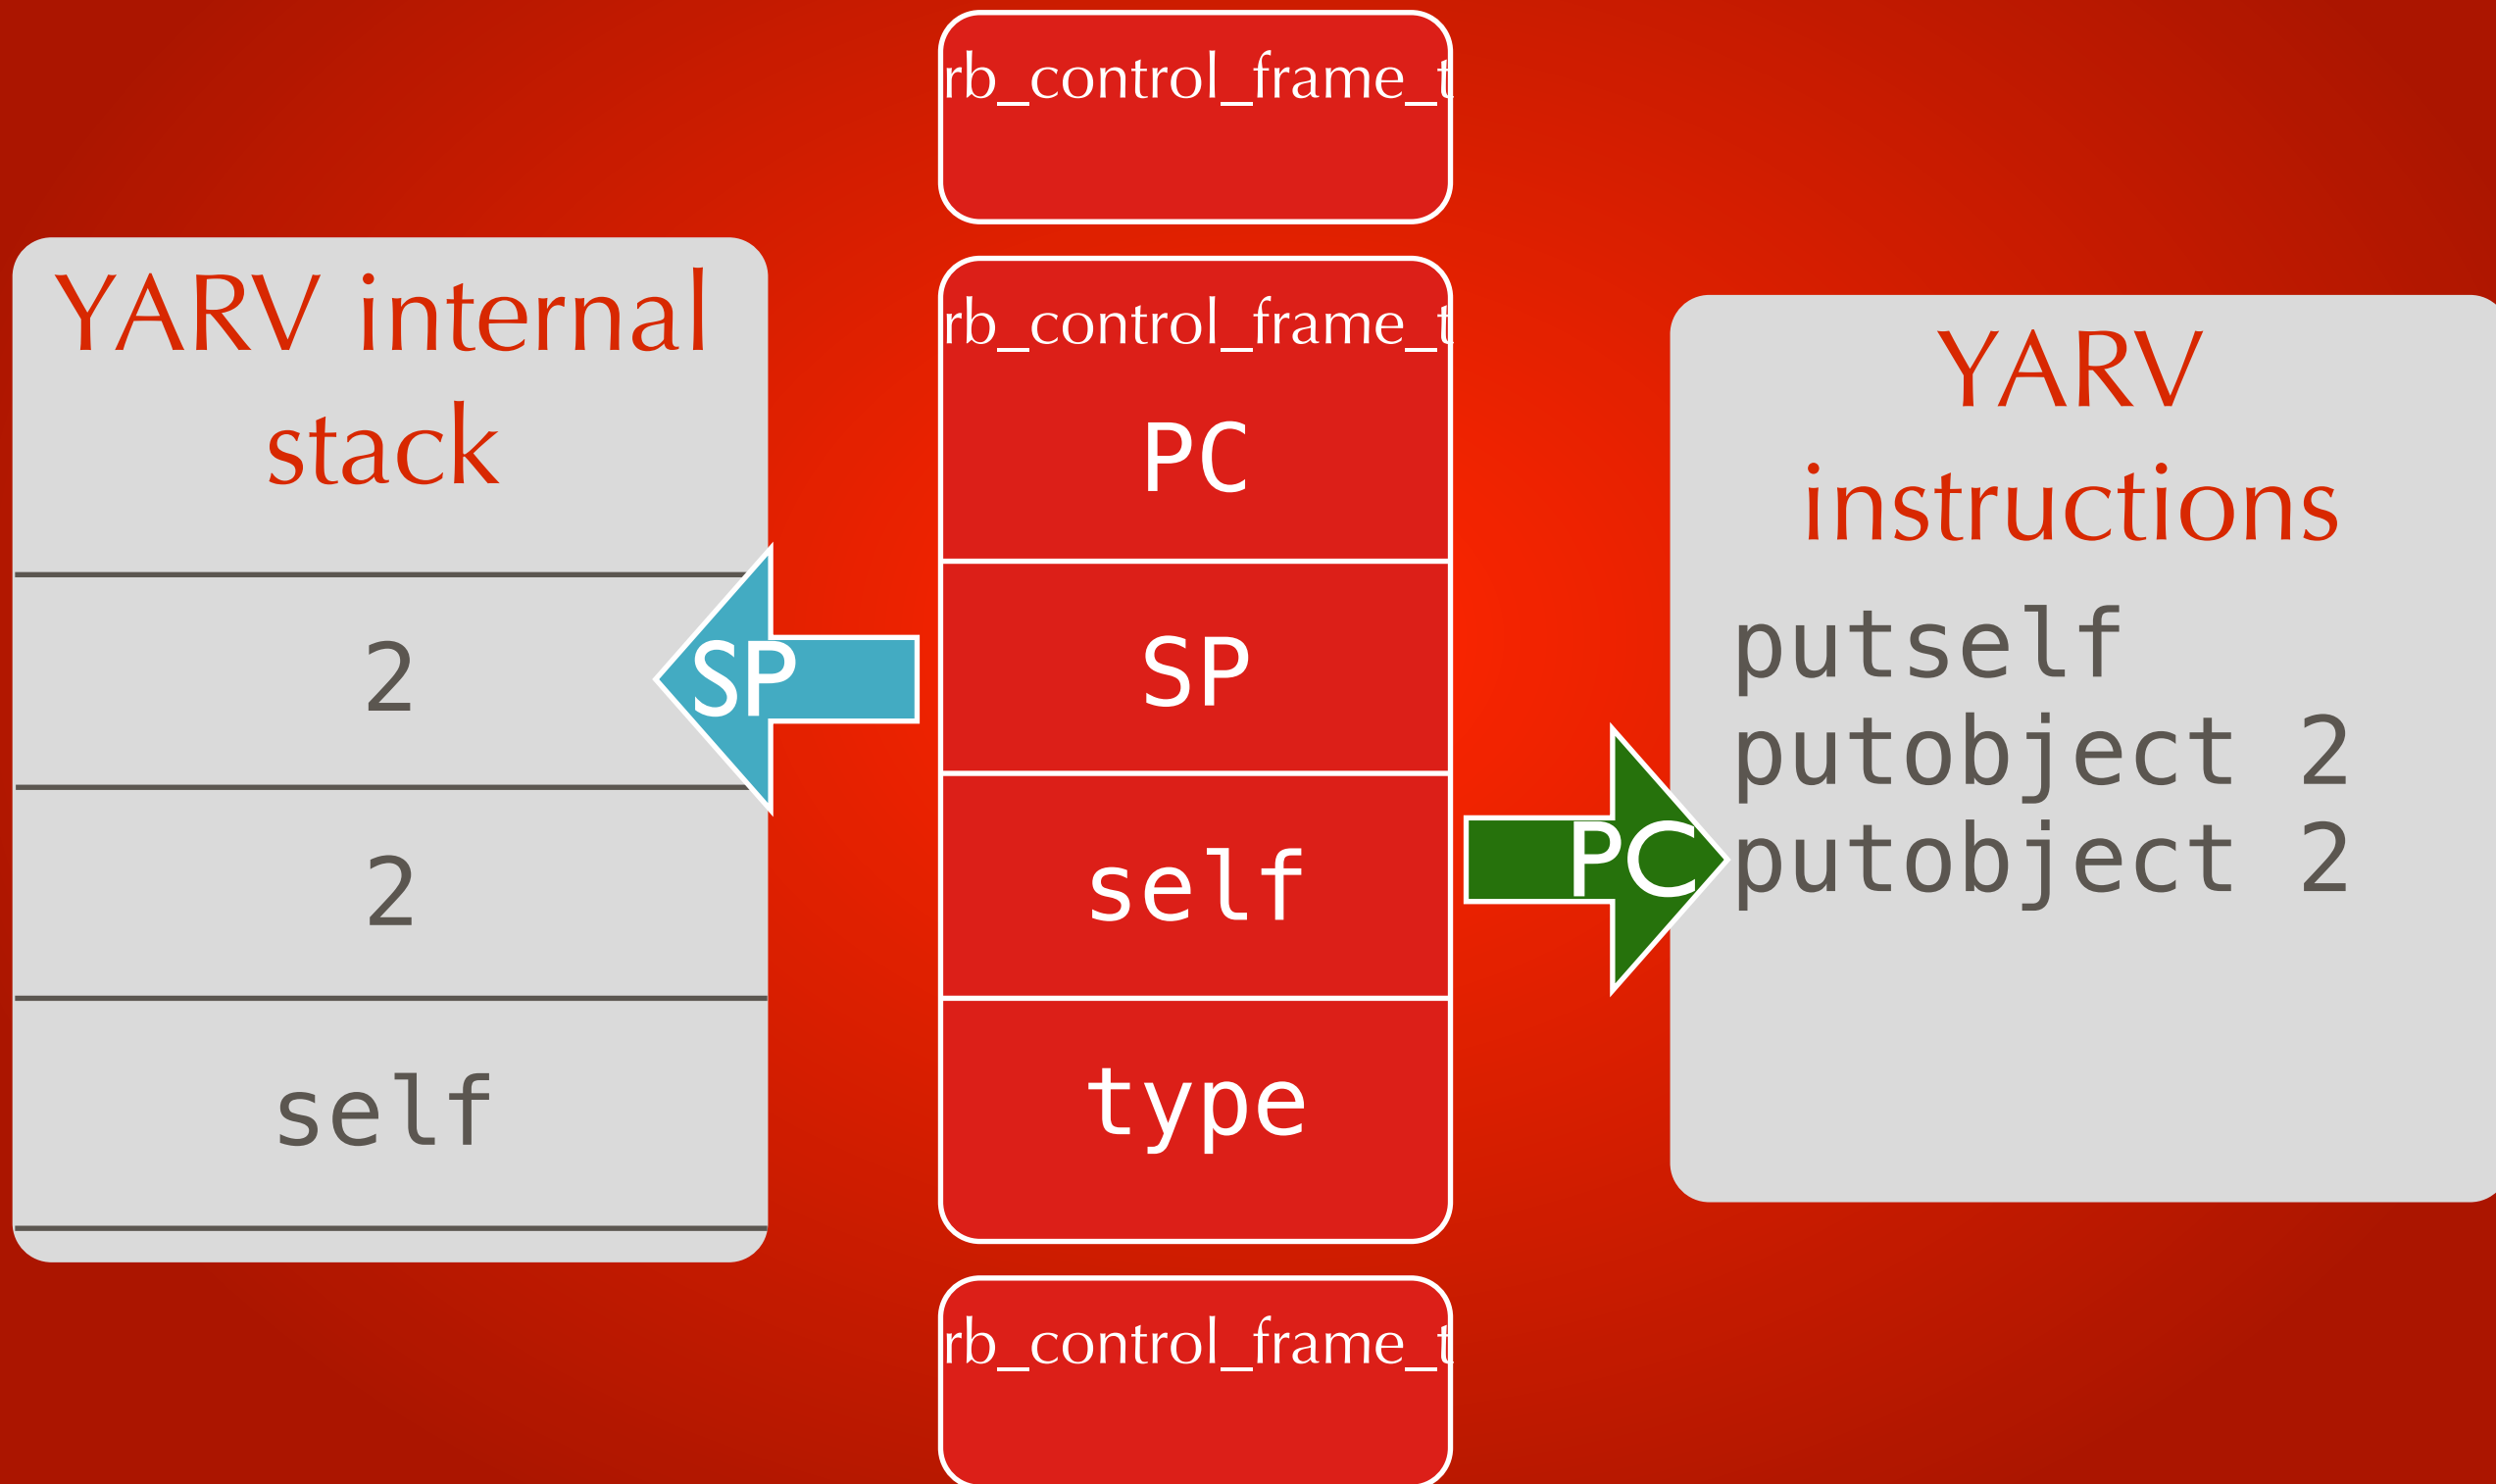 rb_control_frame_t
YARV internal
stack
2
2
self
SP
rb_control_frame_t
PC
SP
self
type
PC
YARV
instructions
putself
putobject 2
putobject 2
rb_control_frame_t